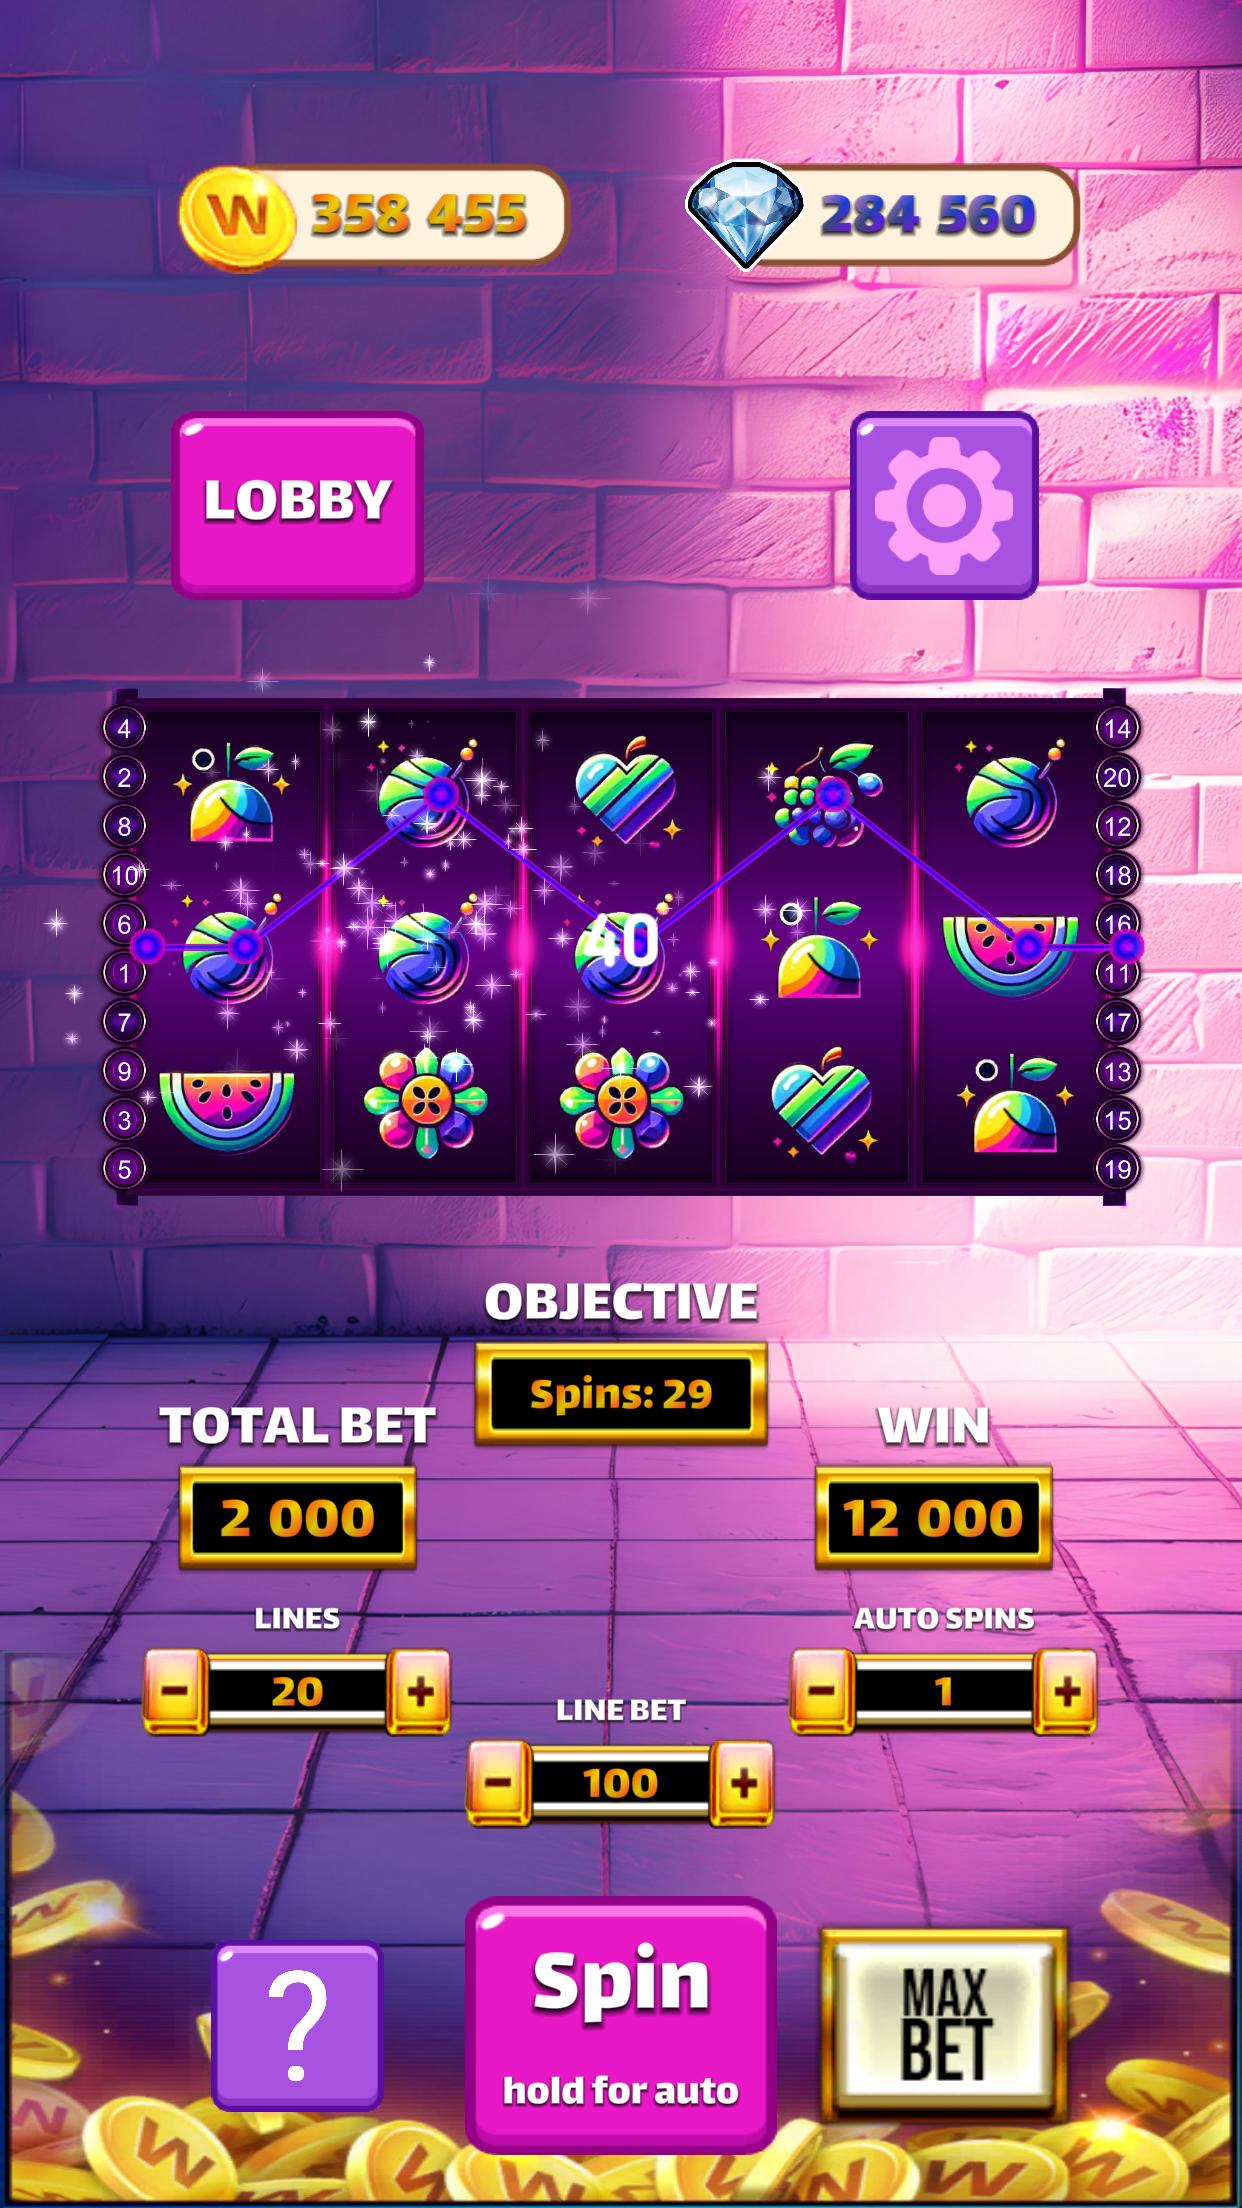 W 358 455
284 560
LOBBY
4
14
2
20
8
12
10
18
6
40
16
1
11
7
17
9
13
3
15
5
19
OBJECTIVE
Spins: 29
TOTAL BET
WIN
2 000
12 000
LINES
AUTO SPINS
- 20 +
- 1 +
LINE BET
- 100 +
Spin
hold for auto
?
MAX
BET
W
W
W
W
W
W